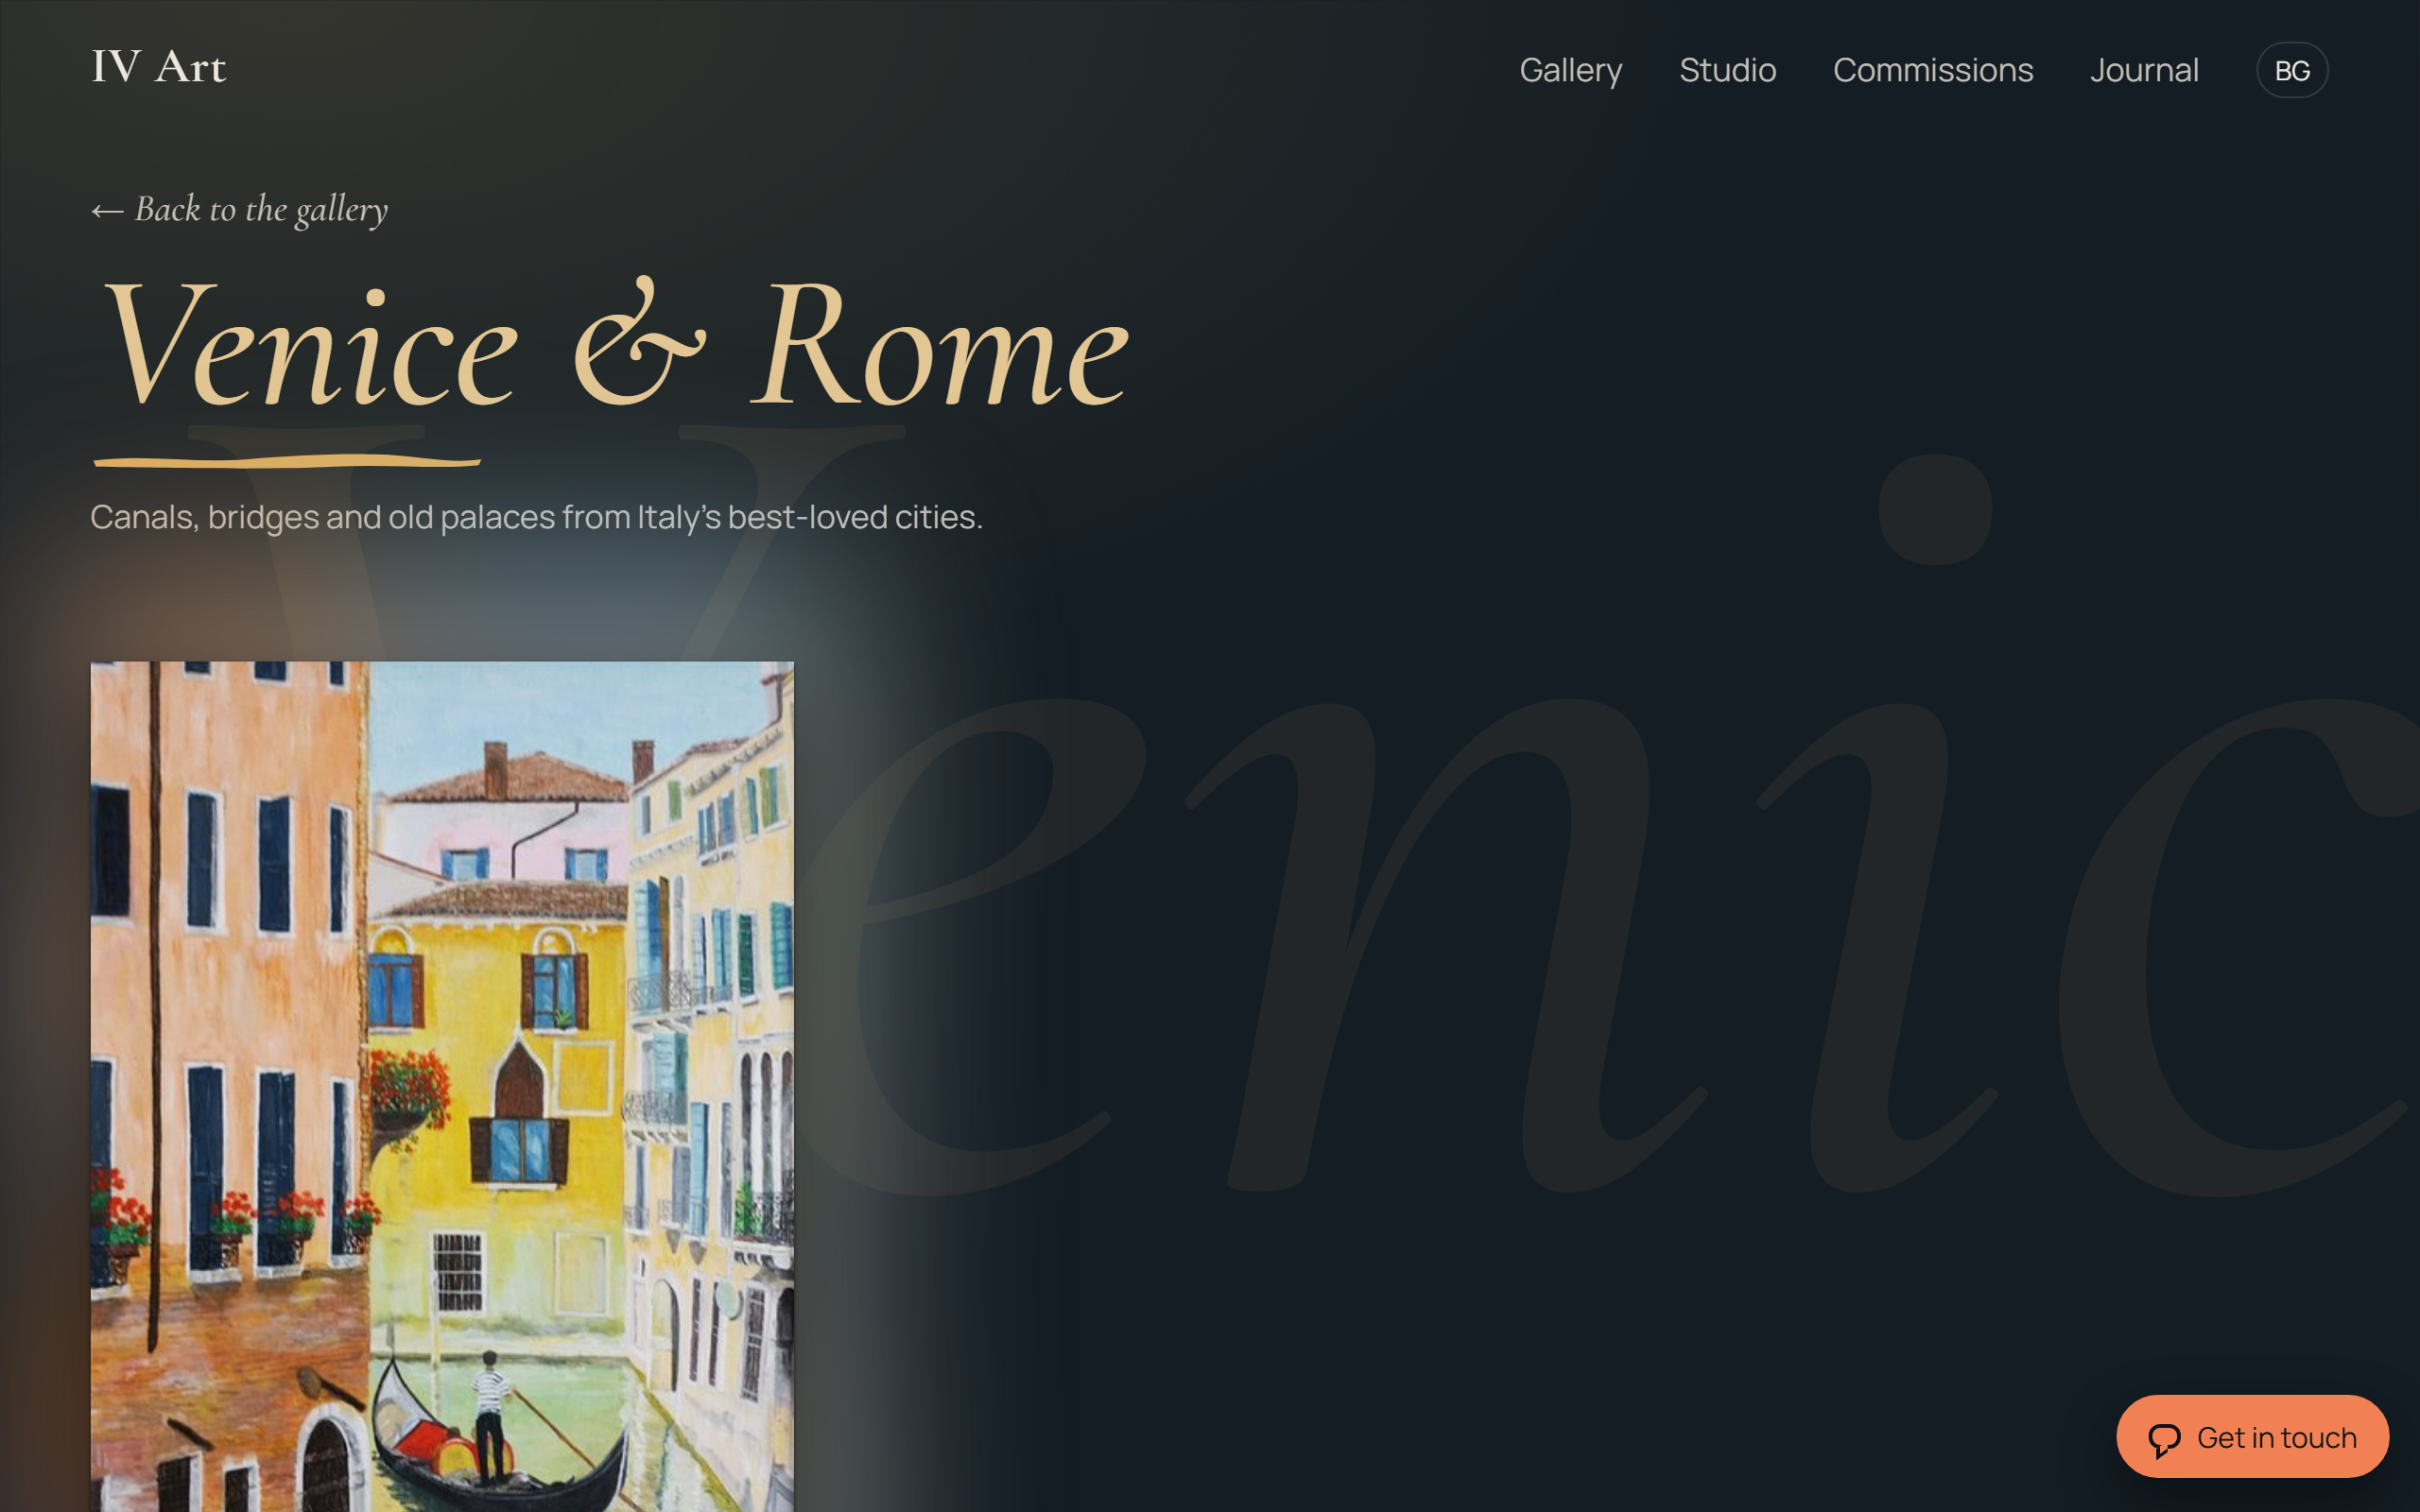 IV Art
Gallery Studio Commissions Journal BG
← Back to the gallery
Venice & Rome
Canals, bridges and old palaces from Italy's best-loved cities.
Venic
Get in touch